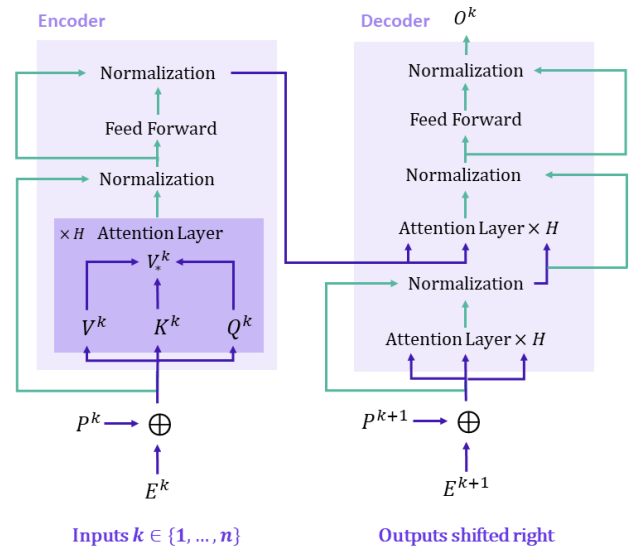 Encoder
Normalization
Feed Forward
Normalization
× H Attention Layer
V*^k
V^k K^k Q^k
P^k ⊕
E^k
Inputs k ∈ {1, ..., n}
O^k
Decoder
Normalization
Feed Forward
Normalization
Attention Layer × H
Normalization
Attention Layer × H
P^{k+1} ⊕
E^{k+1}
Outputs shifted right